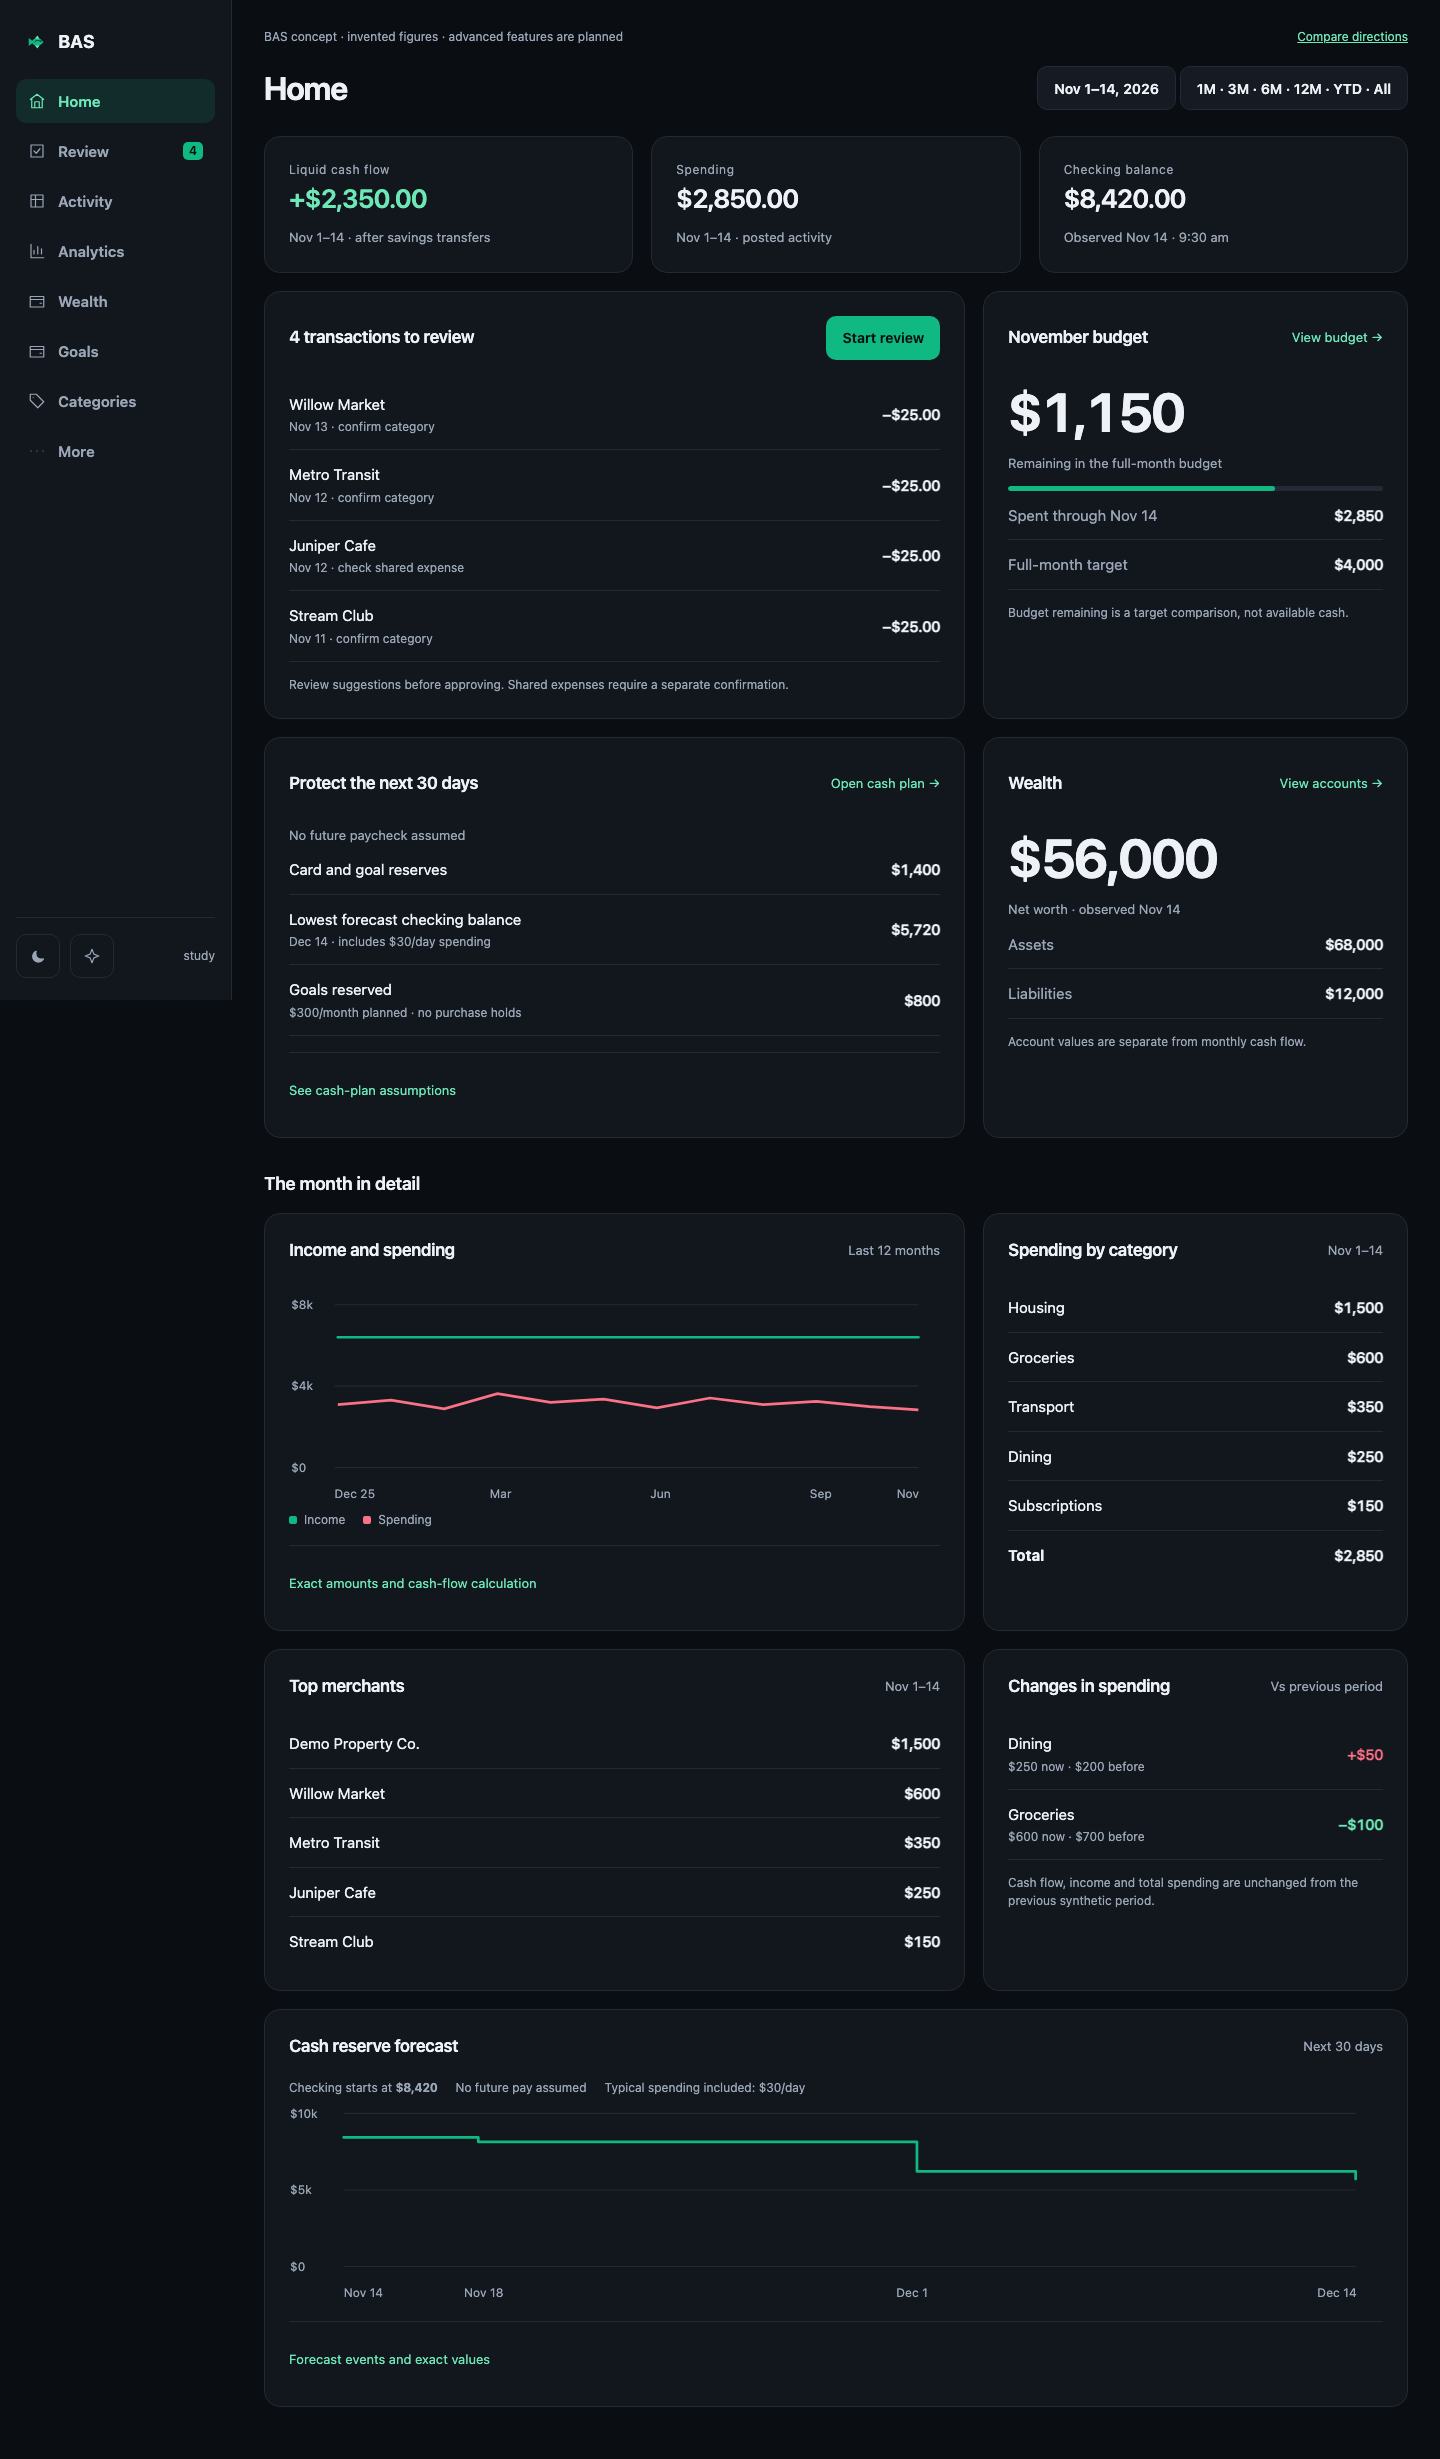 BAS
Home
Review 4
Activity
Analytics
Wealth
Goals
Categories
More
study
BAS concept · invented figures · advanced features are planned
Compare directions
Home
Nov 1–14, 2026
1M · 3M · 6M · 12M · YTD · All
Liquid cash flow
+$2,350.00
Nov 1–14 · after savings transfers
Spending
$2,850.00
Nov 1–14 · posted activity
Checking balance
$8,420.00
Observed Nov 14 · 9:30 am
4 transactions to review
Start review
Willow Market
Nov 13 · confirm category
–$25.00
Metro Transit
Nov 12 · confirm category
–$25.00
Juniper Cafe
Nov 12 · check shared expense
–$25.00
Stream Club
Nov 11 · confirm category
–$25.00
Review suggestions before approving. Shared expenses require a separate confirmation.
November budget
View budget →
$1,150
Remaining in the full-month budget
Spent through Nov 14 $2,850
Full-month target $4,000
Budget remaining is a target comparison, not available cash.
Protect the next 30 days
Open cash plan →
No future paycheck assumed
Card and goal reserves $1,400
Lowest forecast checking balance
Dec 14 · includes $30/day spending
$5,720
Goals reserved
$300/month planned · no purchase holds
$800
See cash-plan assumptions
Wealth
View accounts →
$56,000
Net worth · observed Nov 14
Assets $68,000
Liabilities $12,000
Account values are separate from monthly cash flow.
The month in detail
Income and spending
Last 12 months
$8k
$4k
$0
Dec 25 Mar Jun Sep Nov
Income Spending
Exact amounts and cash-flow calculation
Spending by category
Nov 1–14
Housing $1,500
Groceries $600
Transport $350
Dining $250
Subscriptions $150
Total $2,850
Top merchants
Nov 1–14
Demo Property Co. $1,500
Willow Market $600
Metro Transit $350
Juniper Cafe $250
Stream Club $150
Changes in spending
Vs previous period
Dining
$250 now · $200 before
+$50
Groceries
$600 now · $700 before
–$100
Cash flow, income and total spending are unchanged from the
previous synthetic period.
Cash reserve forecast
Next 30 days
Checking starts at $8,420 No future pay assumed Typical spending included: $30/day
$10k
$5k
$0
Nov 14 Nov 18 Dec 1 Dec 14
Forecast events and exact values